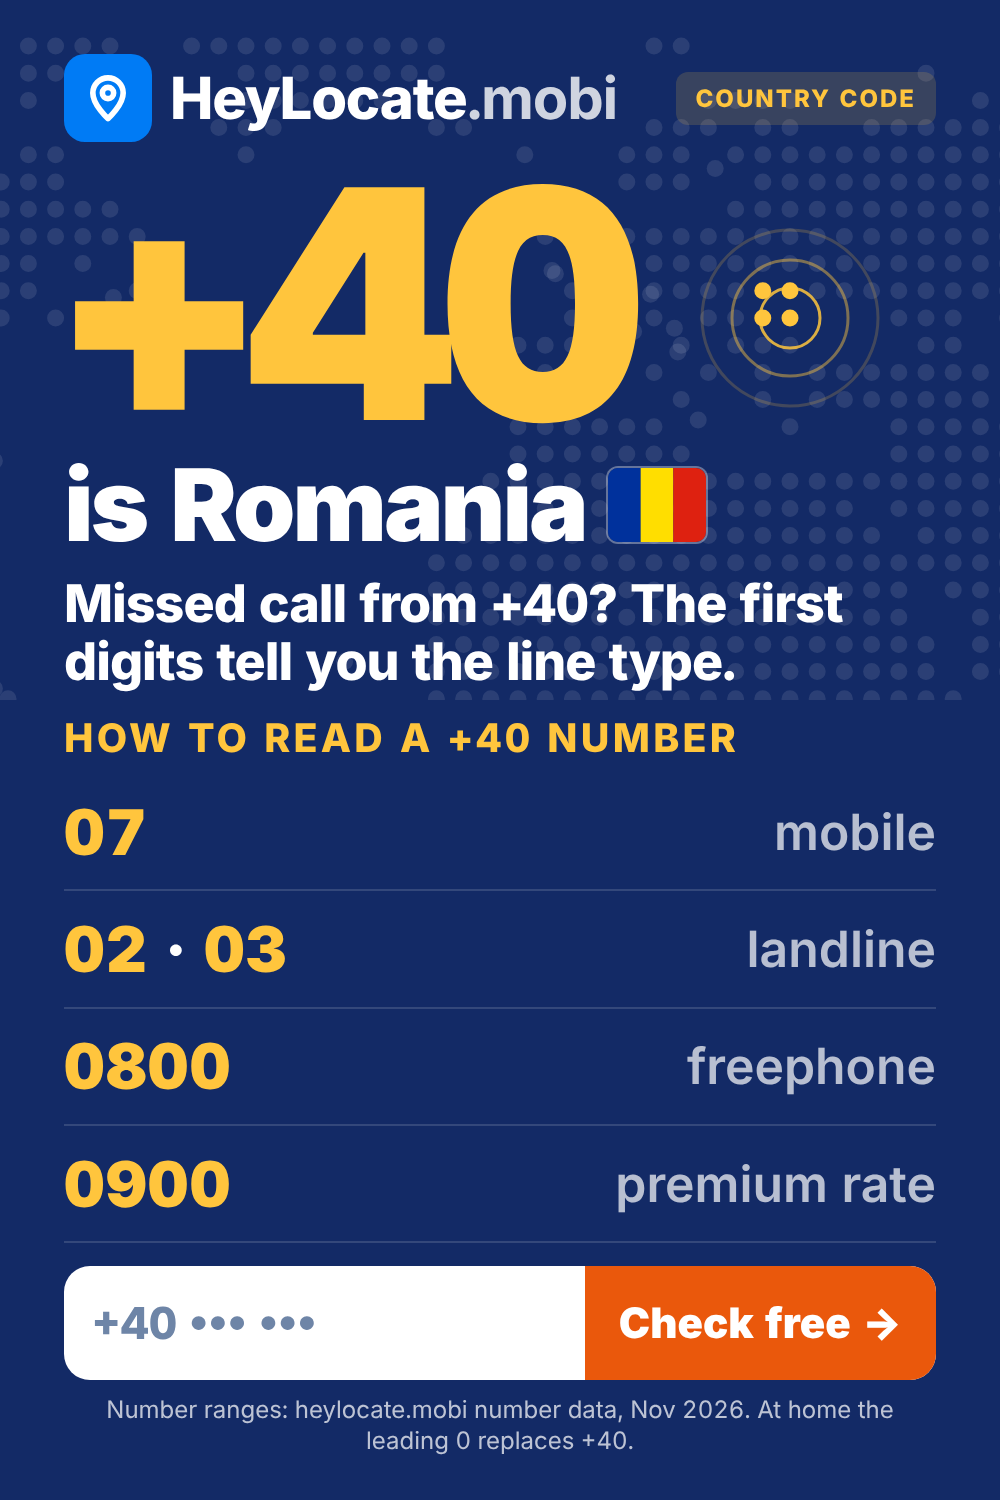 HeyLocate.mobi
COUNTRY CODE
+40
is Romania
Missed call from +40? The first
digits tell you the line type.
HOW TO READ A +40 NUMBER
07 mobile
02 · 03 landline
0800 freephone
0900 premium rate
+40 ••• ••• Check free →
Number ranges: heylocate.mobi number data, Nov 2026. At home the
leading 0 replaces +40.